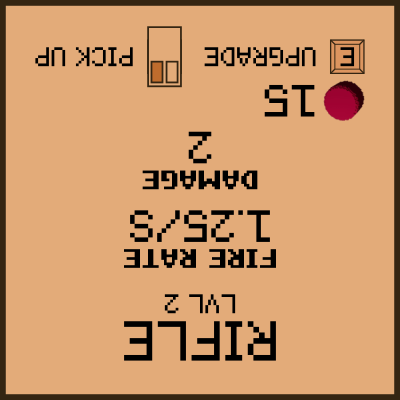 RIFLE
LVL 2
FIRE RATE
1.25/S
DAMAGE
2
15
E UPGRADE PICK UP